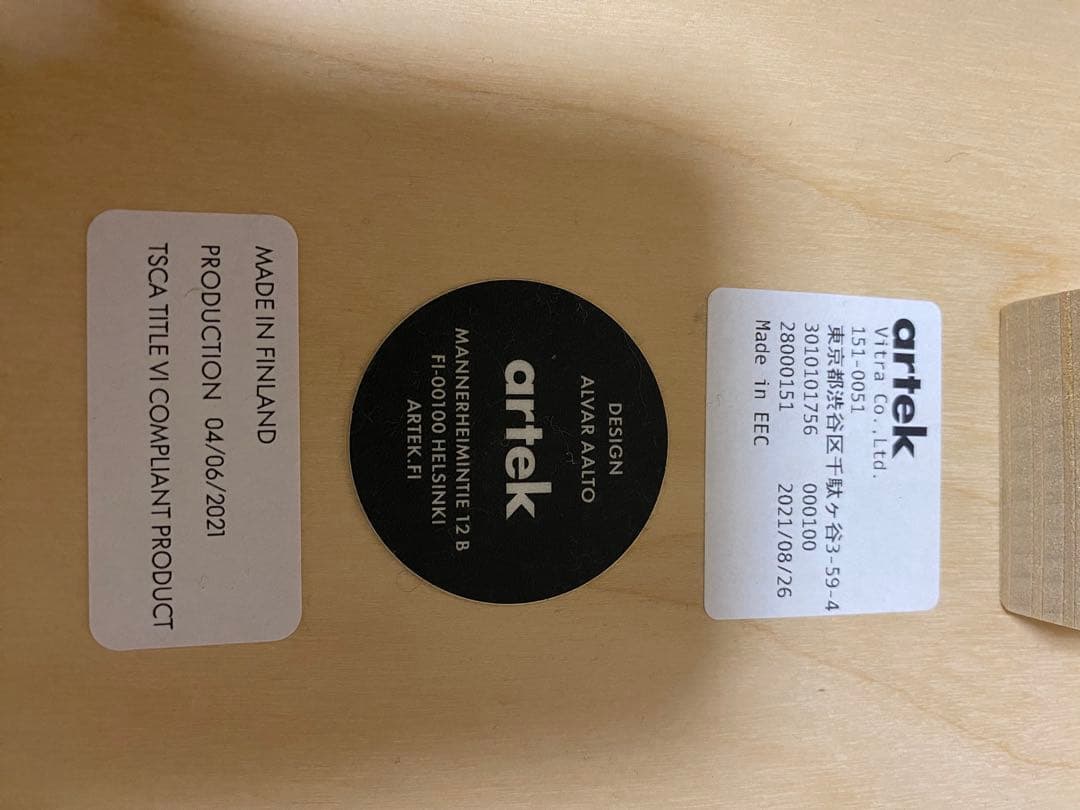 artek
Vitra Co.,Ltd.
151-0051
東京都渋谷区千駄ヶ谷3-59-4
3010101756 000100
28000151 2021/08/26
Made in EEC
DESIGN
ALVAR AALTO
artek
MANNERHEIMINTIE 12 B
FI-00100 HELSINKI
ARTEK.FI
MADE IN FINLAND
PRODUCTION 04/06/2021
TSCA TITLE VI COMPLIANT PRODUCT